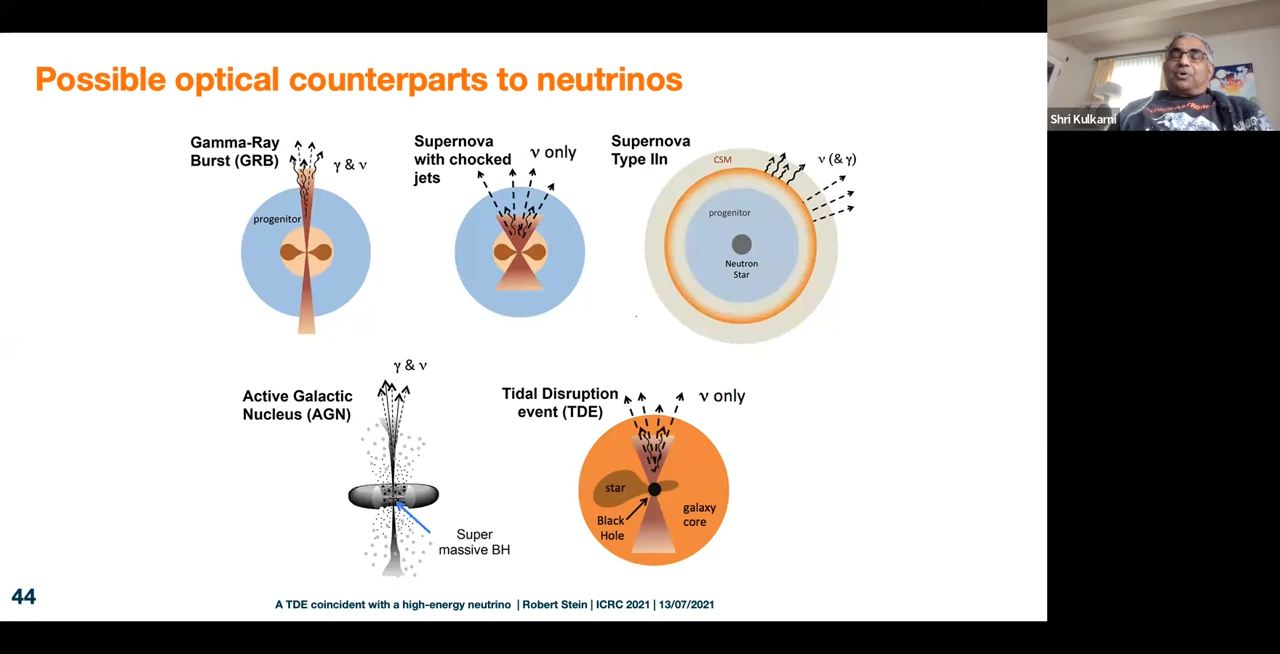 Possible optical counterparts to neutrinos
Shri Kulkarni
Gamma-Ray
Burst (GRB)
γ & ν
progenitor
Supernova
with chocked
jets
ν only
Supernova
Type IIn
CSM
ν (& γ)
progenitor
Neutron
Star
Active Galactic
Nucleus (AGN)
γ & ν
Super
massive BH
Tidal Disruption
event (TDE)
ν only
star
Black
Hole
galaxy
core
44
A TDE coincident with a high-energy neutrino | Robert Stein | ICRC 2021 | 13/07/2021